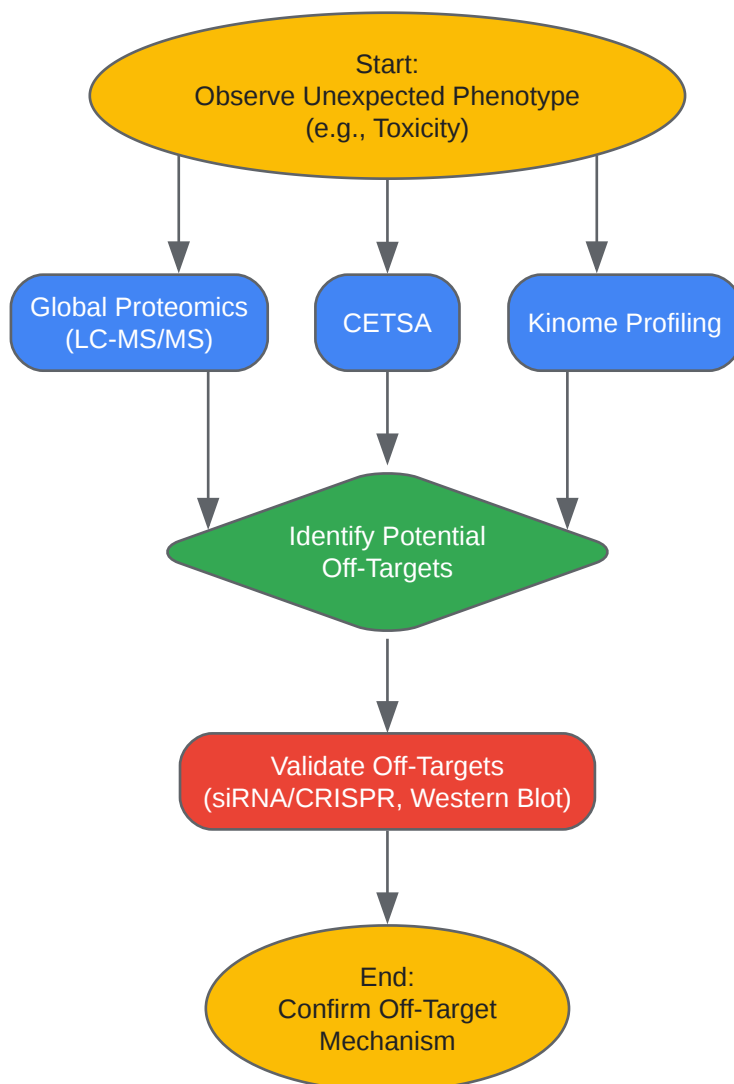 Start:
Observe Unexpected Phenotype
(e.g., Toxicity)
Global Proteomics
(LC-MS/MS)
CETSA
Kinome Profiling
Identify Potential
Off-Targets
Validate Off-Targets
(siRNA/CRISPR, Western Blot)
End:
Confirm Off-Target
Mechanism